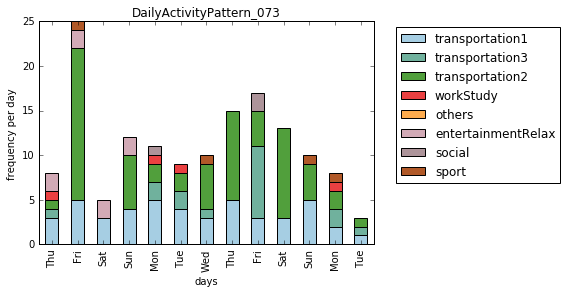 DailyActivityPattern_073
25
20
15
10
5
0
frequency per day
Thu
Fri
Sat
Sun
Mon
Tue
Wed
Thu
Fri
Sat
Sun
Mon
Tue
days
transportation1
transportation3
transportation2
workStudy
others
entertainmentRelax
social
sport